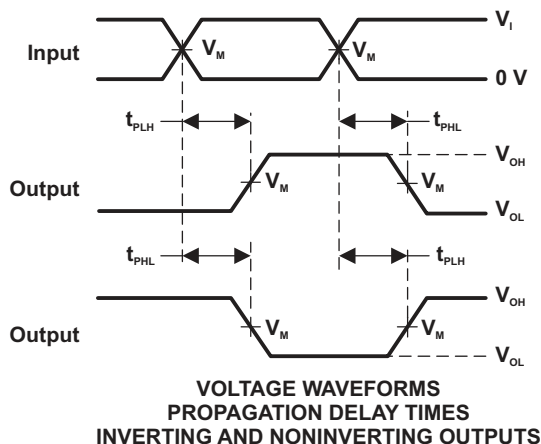 V_I
Input V_M V_M
0 V
t_PLH t_PHL
V_OH
Output V_M V_M
V_OL
t_PHL t_PLH
V_OH
Output V_M V_M
V_OL
VOLTAGE WAVEFORMS
PROPAGATION DELAY TIMES
INVERTING AND NONINVERTING OUTPUTS